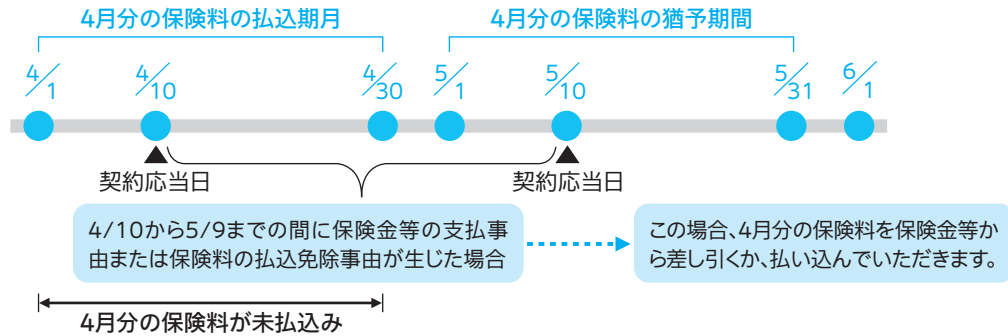 4月分の保険料の払込期月
4月分の保険料の猶予期間
4/1
4/10
4/30
5/1
5/10
5/31
6/1
契約応当日
契約応当日
4/10から5/9までの間に保険金等の支払事
由または保険料の払込免除事由が生じた場合
この場合、4月分の保険料を保険金等か
ら差し引くか、払い込んでいただきます。
4月分の保険料が未払込み